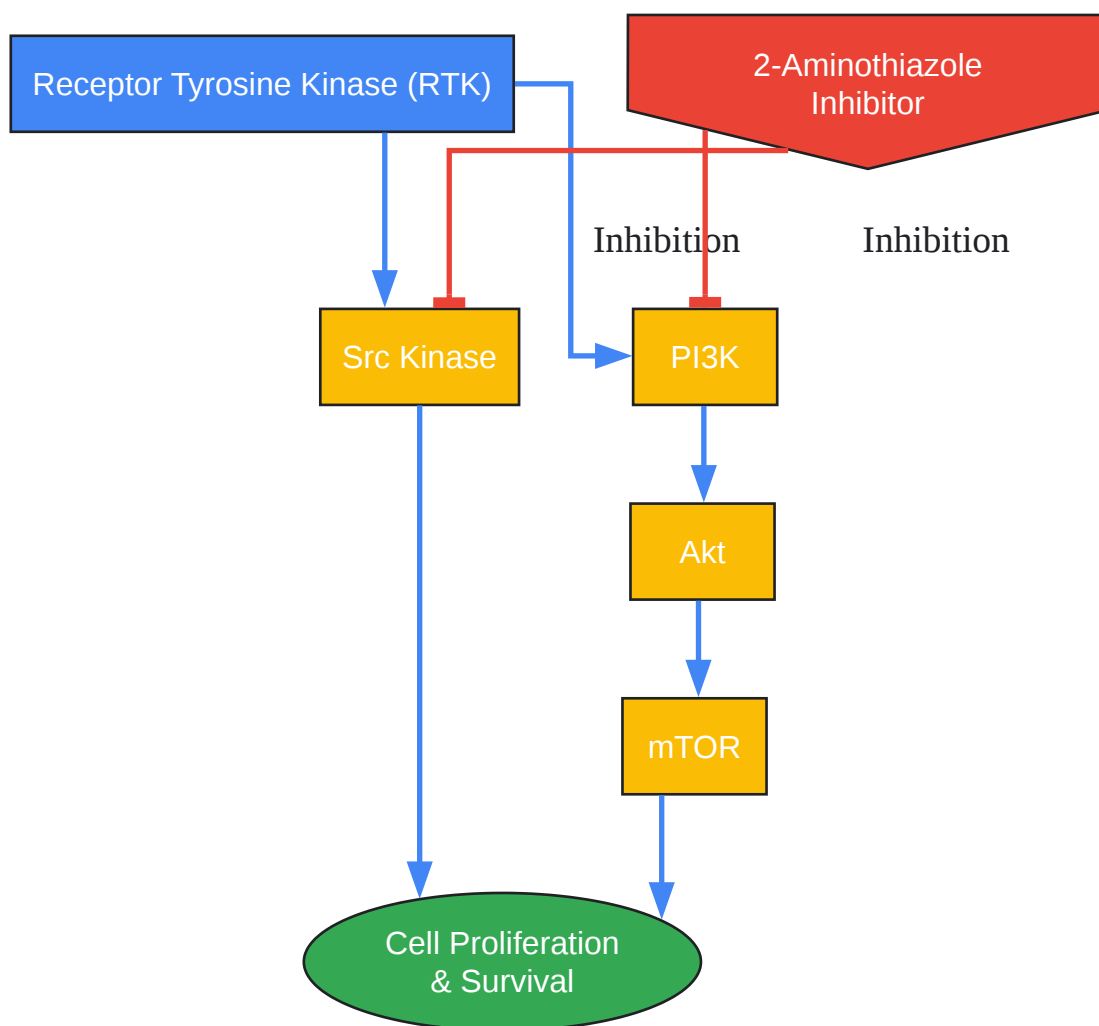 Receptor Tyrosine Kinase (RTK)
2-Aminothiazole
Inhibitor
Inhibition
Inhibition
Src Kinase
PI3K
Akt
mTOR
Cell Proliferation
& Survival